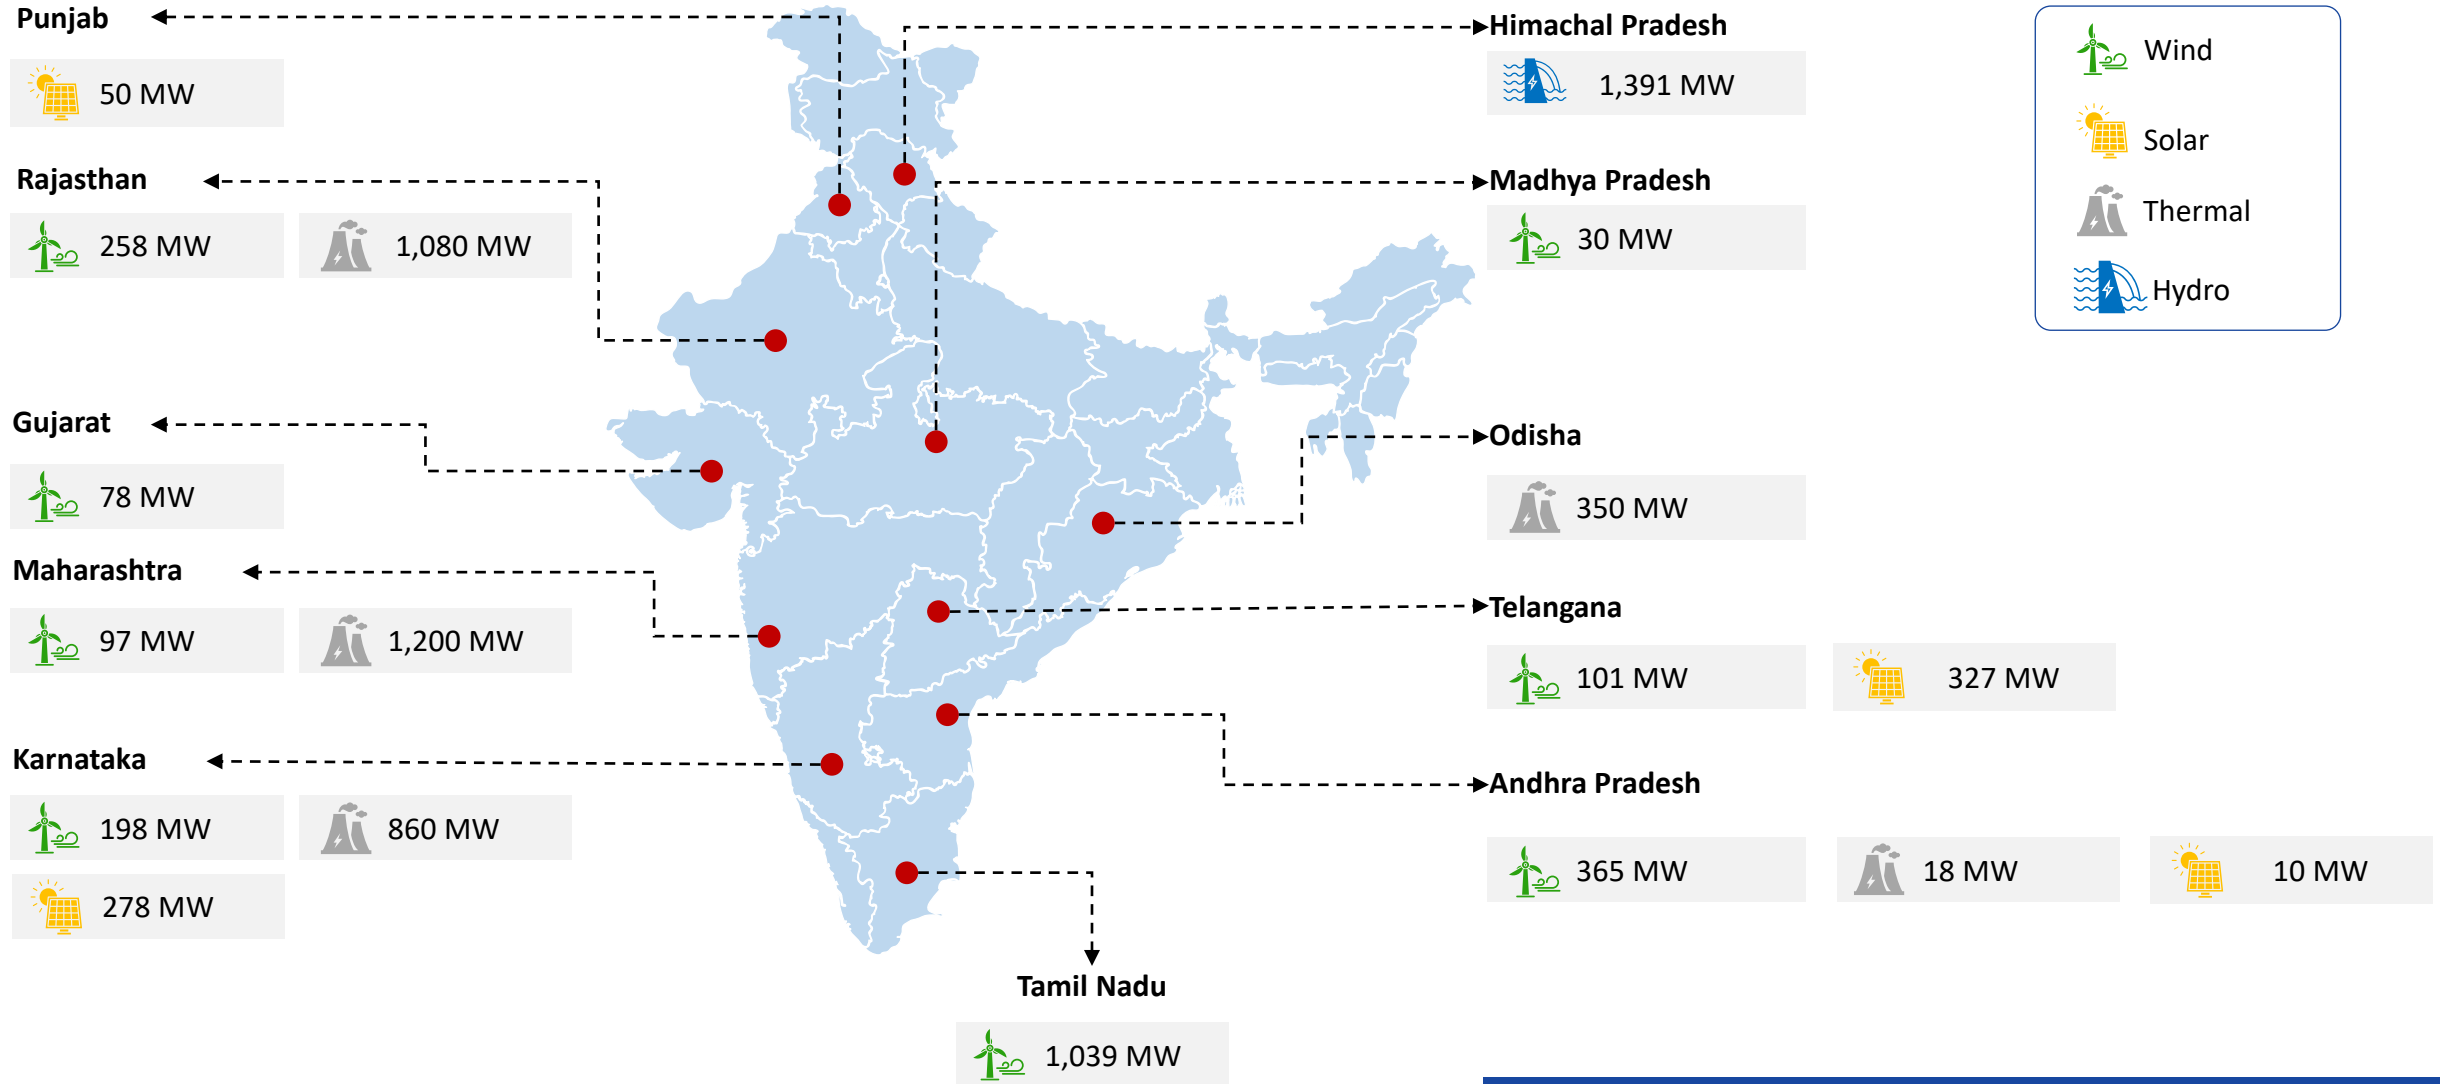 Punjab
50 MW
Rajasthan
258 MW
1,080 MW
Gujarat
78 MW
Maharashtra
97 MW
1,200 MW
Karnataka
198 MW
860 MW
278 MW
Tamil Nadu
1,039 MW
Himachal Pradesh
1,391 MW
Madhya Pradesh
30 MW
Odisha
350 MW
Telangana
101 MW
327 MW
Andhra Pradesh
365 MW
18 MW
10 MW
Wind
Solar
Thermal
Hydro